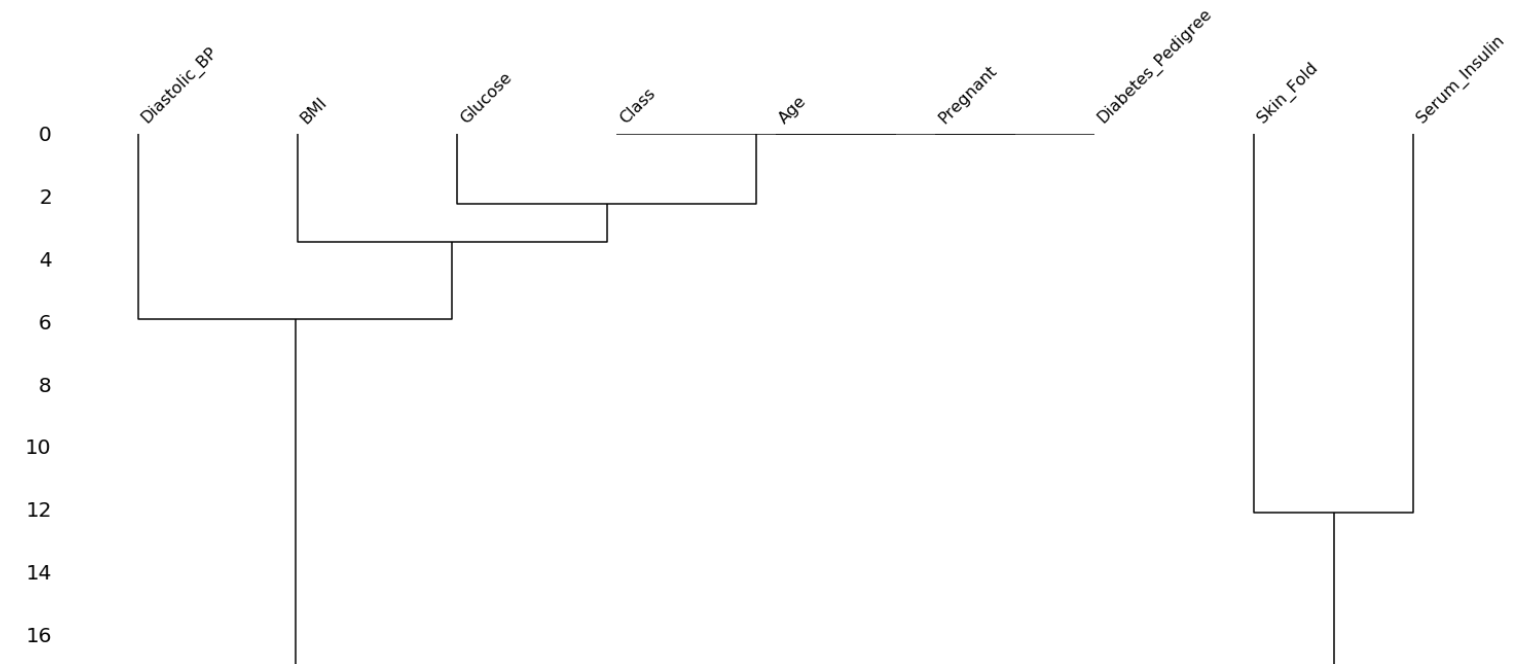 Diastolic_BP
BMI
Glucose
Class
Age
Pregnant
Diabetes_Pedigree
Skin_Fold
Serum_Insulin
0
2
4
6
8
10
12
14
16